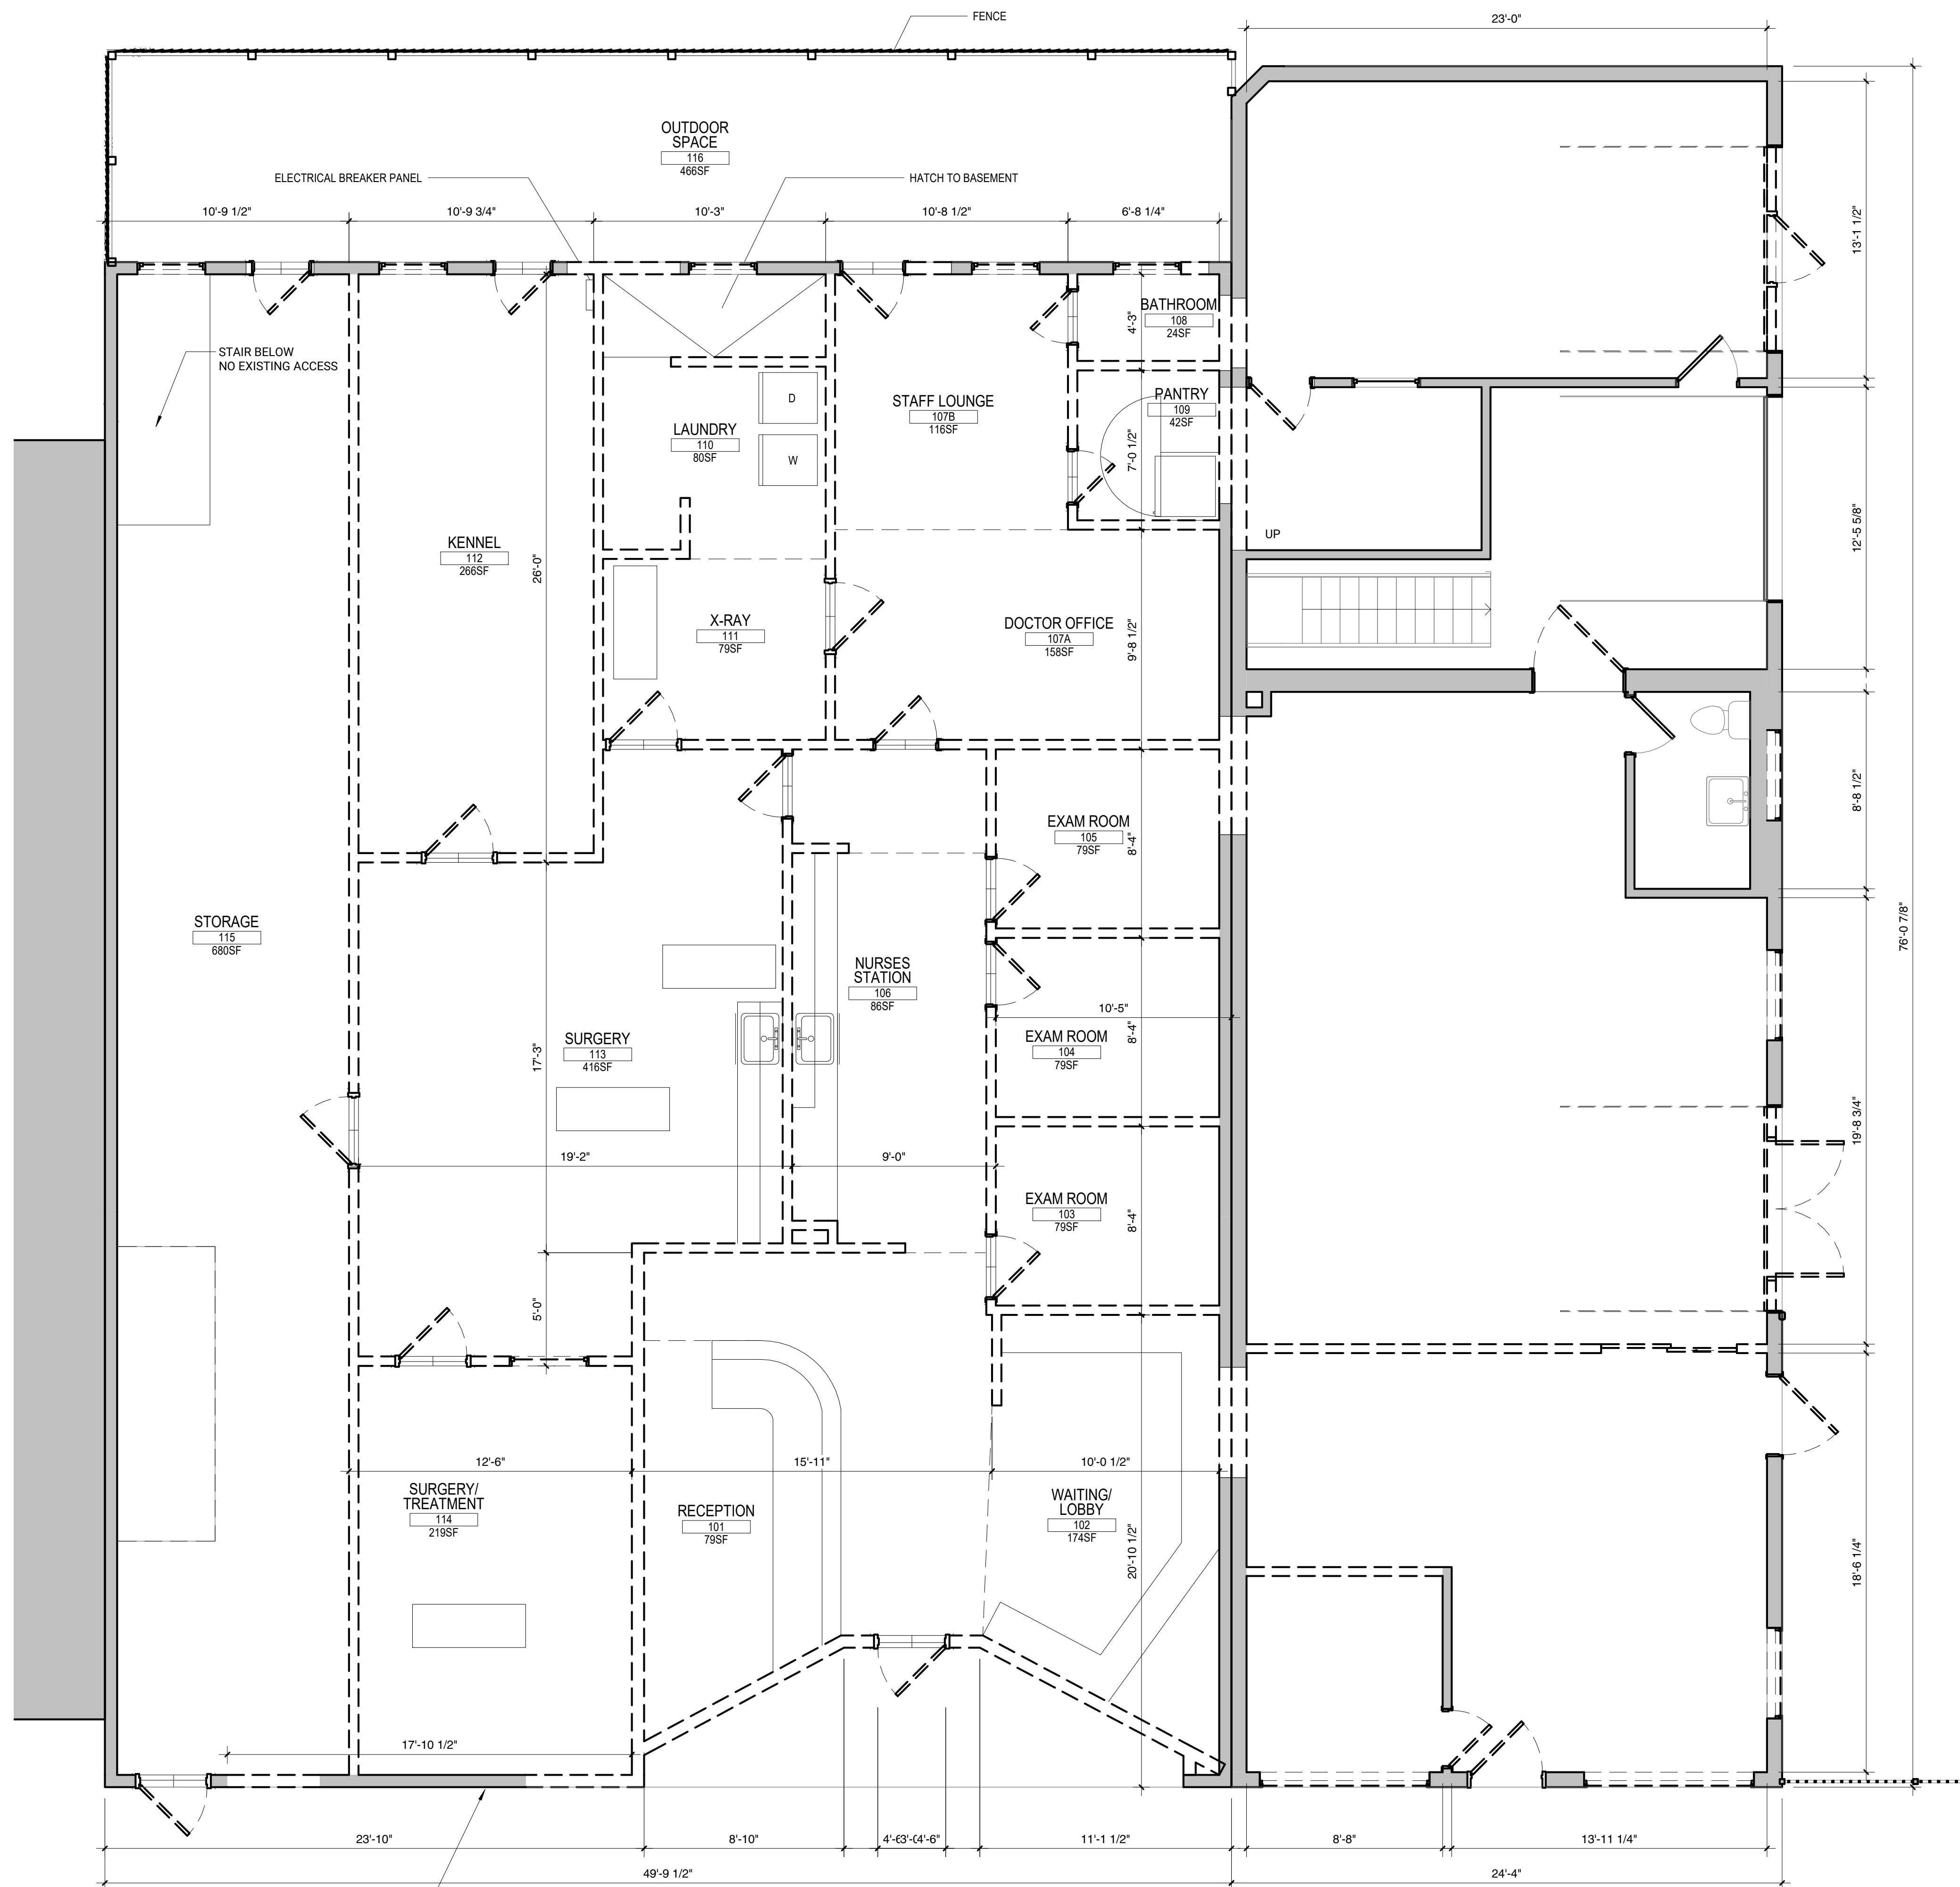 FENCE
23'-0"
OUTDOOR
SPACE
116
466SF
ELECTRICAL BREAKER PANEL
HATCH TO BASEMENT
10'-9 1/2"
10'-9 3/4"
10'-3"
10'-8 1/2"
6'-8 1/4"
13'-1 1/2"
BATHROOM
108
24SF
4'-3"
STAIR BELOW
NO EXISTING ACCESS
D
STAFF LOUNGE
107B
116SF
PANTRY
109
42SF
LAUNDRY
110
80SF
W
7'-0 1/2"
UP
12'-5 5/8"
KENNEL
112
266SF
26'-0"
X-RAY
111
79SF
DOCTOR OFFICE
107A
158SF
9'-8 1/2"
8'-8 1/2"
EXAM ROOM
105
79SF
8'-4"
76'-0 7/8"
STORAGE
115
680SF
NURSES
STATION
106
86SF
10'-5"
SURGERY
113
416SF
17'-3"
EXAM ROOM
104
79SF
8'-4"
19'-8 3/4"
19'-2"
9'-0"
EXAM ROOM
103
79SF
8'-4"
5'-0"
12'-6"
15'-11"
10'-0 1/2"
SURGERY/
TREATMENT
114
219SF
RECEPTION
101
79SF
WAITING/
LOBBY
102
174SF
20'-10 1/2"
18'-6 1/4"
17'-10 1/2"
23'-10"
8'-10"
4'-6"
11'-1 1/2"
8'-8"
13'-11 1/4"
49'-9 1/2"
24'-4"